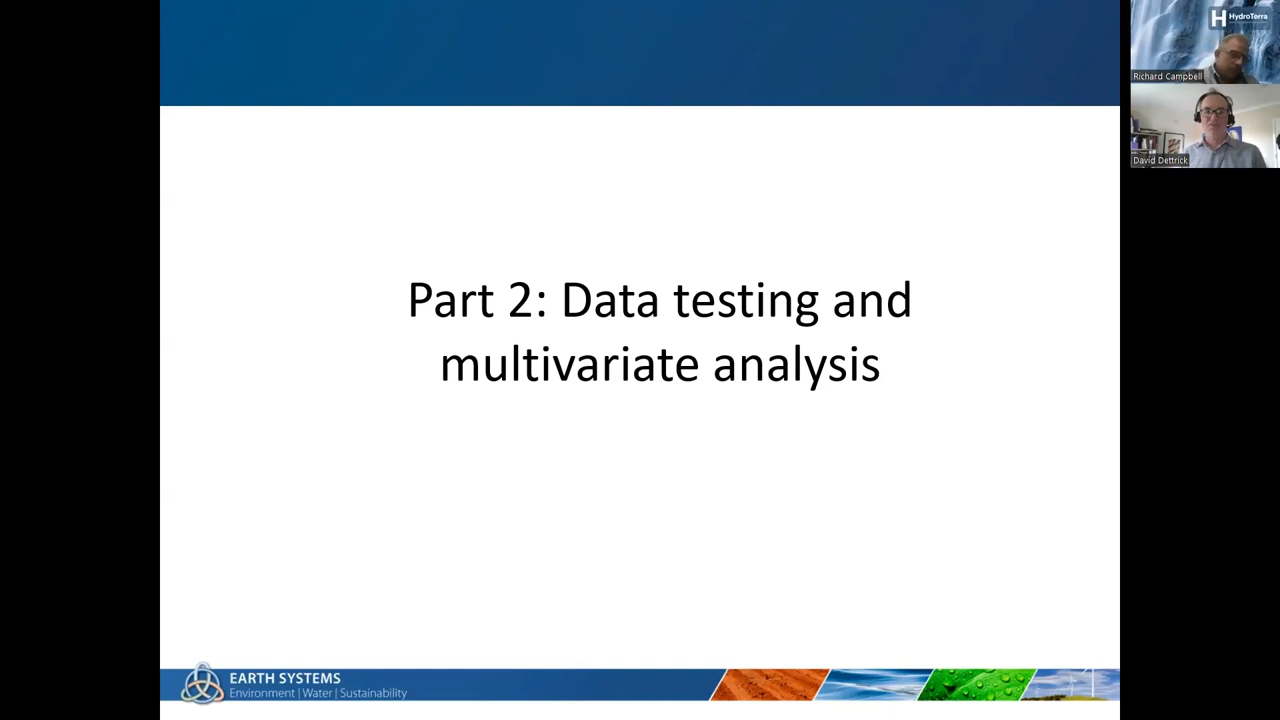 HydroTerra
Richard Campbell
David Dettrick
Part 2: Data testing and
multivariate analysis
EARTH SYSTEMS
Environment | Water | Sustainability